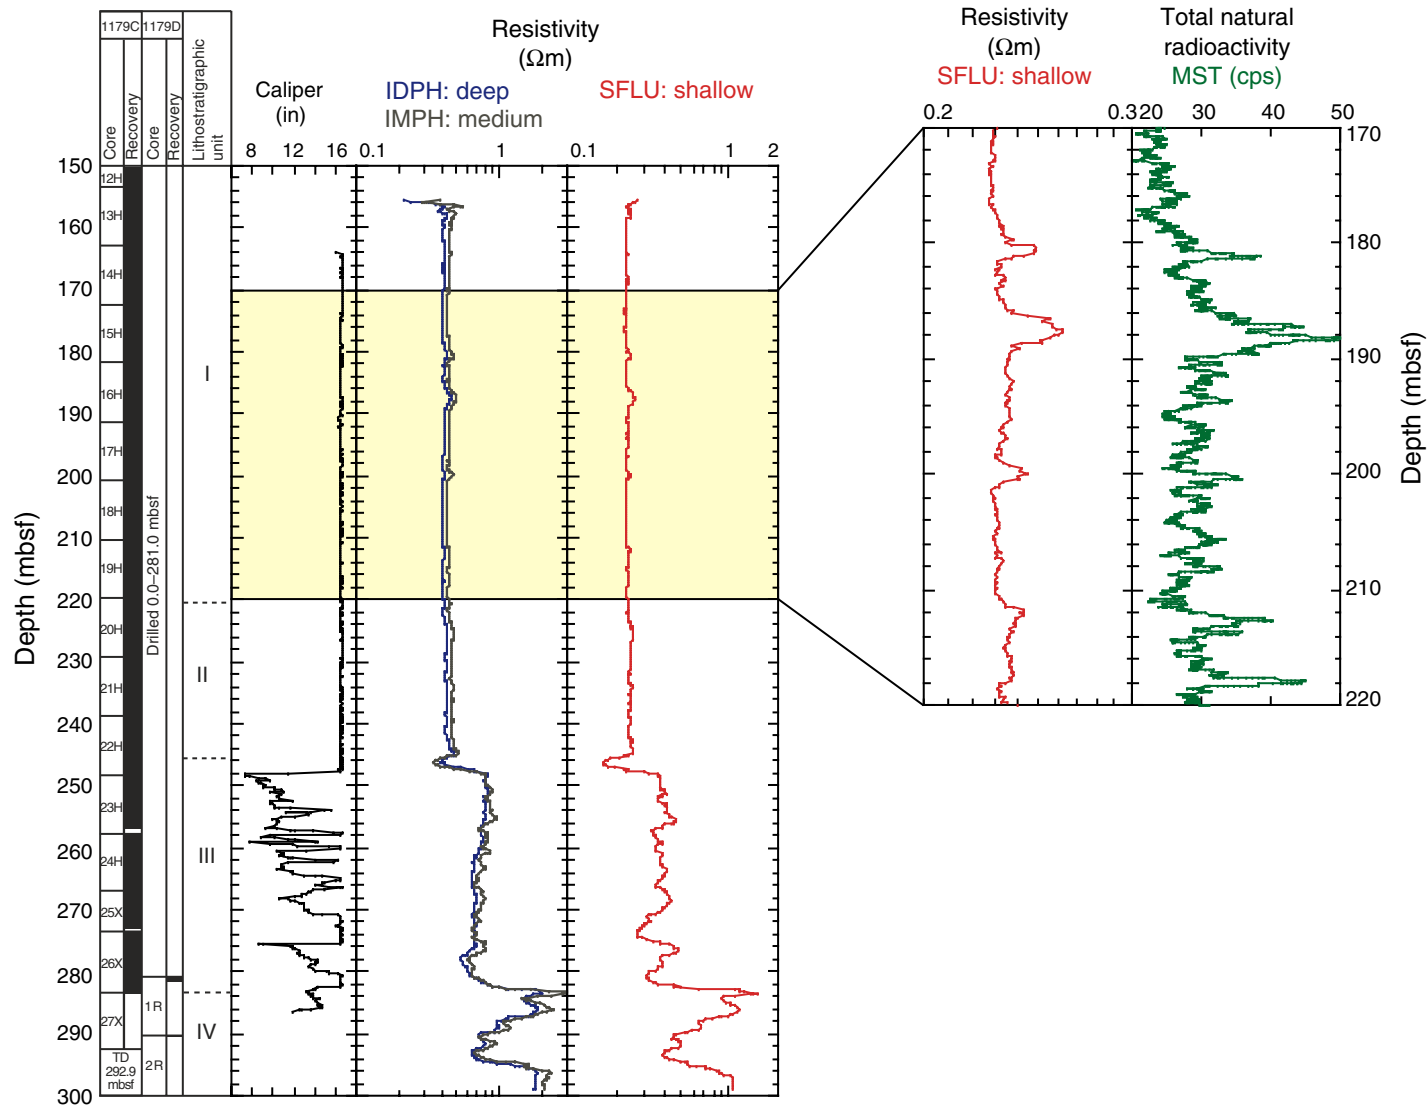 1179C 1179D
Core
Recovery
Core
Recovery
Lithostratigraphic
unit
Caliper
(in)
8 12 16
Resistivity
(Ωm)
IDPH: deep
IMPH: medium
SFLU: shallow
0.1 1
0.1 1 2
Resistivity
(Ωm)
SFLU: shallow
0.2 0.3
Total natural
radioactivity
MST (cps)
20 30 40 50
Depth (mbsf)
150
160
170
180
190
200
210
220
230
240
250
260
270
280
290
300
12H
13H
14H
15H
16H
17H
18H
19H
20H
21H
22H
23H
24H
25X
26X
27X
TD
292.9
mbsf
Drilled 0.0–281.0 mbsf
1R
2R
I
II
III
IV
170
180
190
200
210
220
Depth (mbsf)